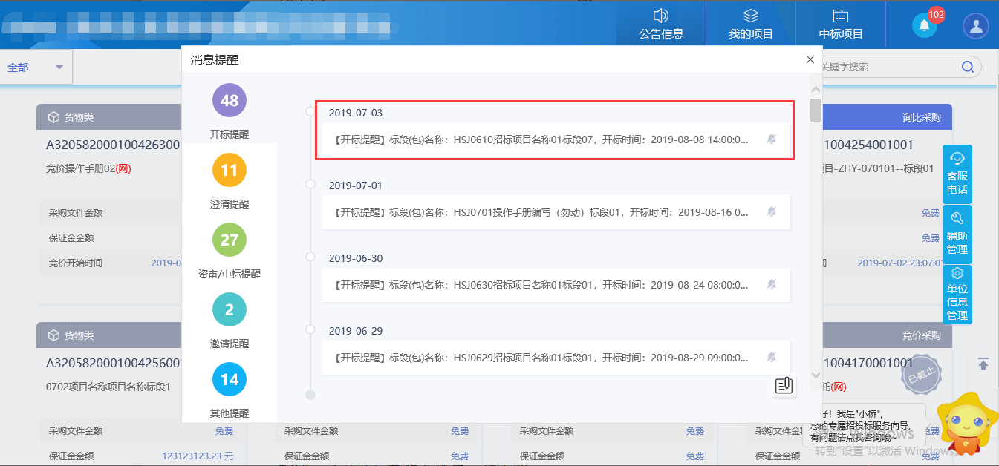 公告信息
我的项目
中标项目
102
全部
消息提醒
关键字搜索
48
开标提醒
11
澄清提醒
27
资审/中标提醒
2
邀请提醒
14
其他提醒
2019-07-03
【开标提醒】标段(包)名称：HSJ0610招标项目名称01标段07，开标时间：2019-08-08 14:00:0...
2019-07-01
【开标提醒】标段(包)名称：HSJ0701操作手册编写（勿动）标段01，开标时间：2019-08-16 0...
2019-06-30
【开标提醒】标段(包)名称：HSJ0630招标项目名称01标段01，开标时间：2019-08-24 08:00:0...
2019-06-29
【开标提醒】标段(包)名称：HSJ0629招标项目名称01标段01，开标时间：2019-08-29 09:00:0...
货物类
A320582000100426300
竞价操作手册02(网)
采购文件金额
保证金金额
竞价开始时间
2019-0
询比采购
1004254001001
目-ZHY-070101--标段01
免费
免费
间
2019-07-02 23:07:01
客服
电话
辅助
管理
单位
信息
管理
货物类
A320582000100425600
0702项目名称项目名称标段1
竞价采购
1004170001001
托(网)
已截止
采购文件金额 免费
采购文件金额 免费
采购文件金额 免费
采购文件金额 免费
保证金金额 123123123.23 元
保证金金额 免费
保证金金额 免费
保证金金额 免费
好！我是"小桥",
您的专属招投标服务向导,
有问题请点我咨询哦~
Windows
转到"设置"以激活 Windows